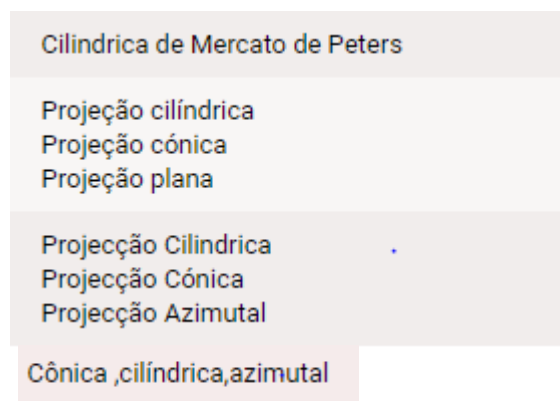 Cilindrica de Mercato de Peters
Projeção cilíndrica
Projeção cónica
Projeção plana
Projecção Cilindrica
Projecção Cónica
Projecção Azimutal
Cônica ,cilíndrica,azimutal